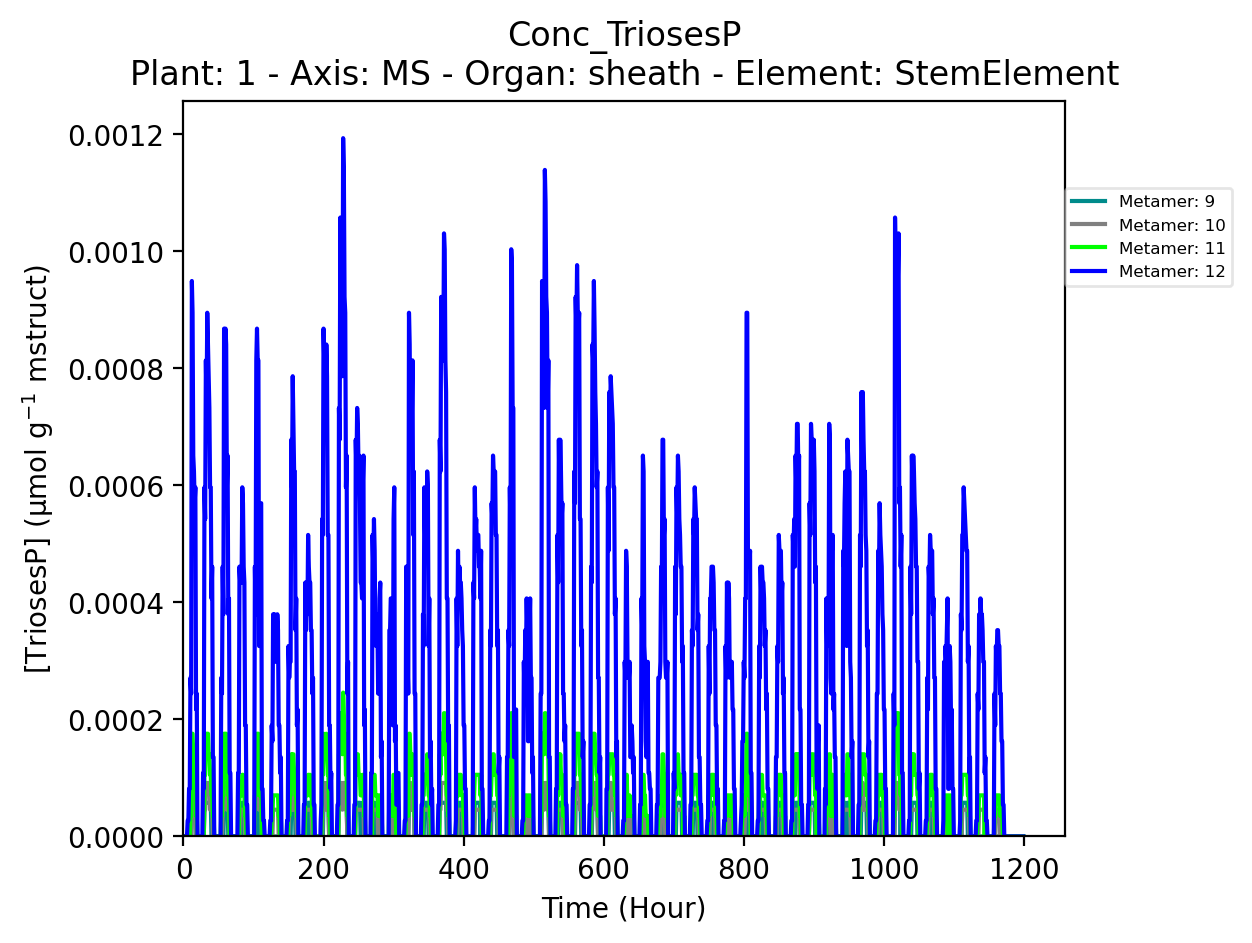 Conc_TriosesP
Plant: 1 - Axis: MS - Organ: sheath - Element: StemElement
[TriosesP] (µmol g⁻¹ mstruct)
0.0012
0.0010
0.0008
0.0006
0.0004
0.0002
0.0000
0
200
400
600
800
1000
1200
Time (Hour)
Metamer: 9
Metamer: 10
Metamer: 11
Metamer: 12